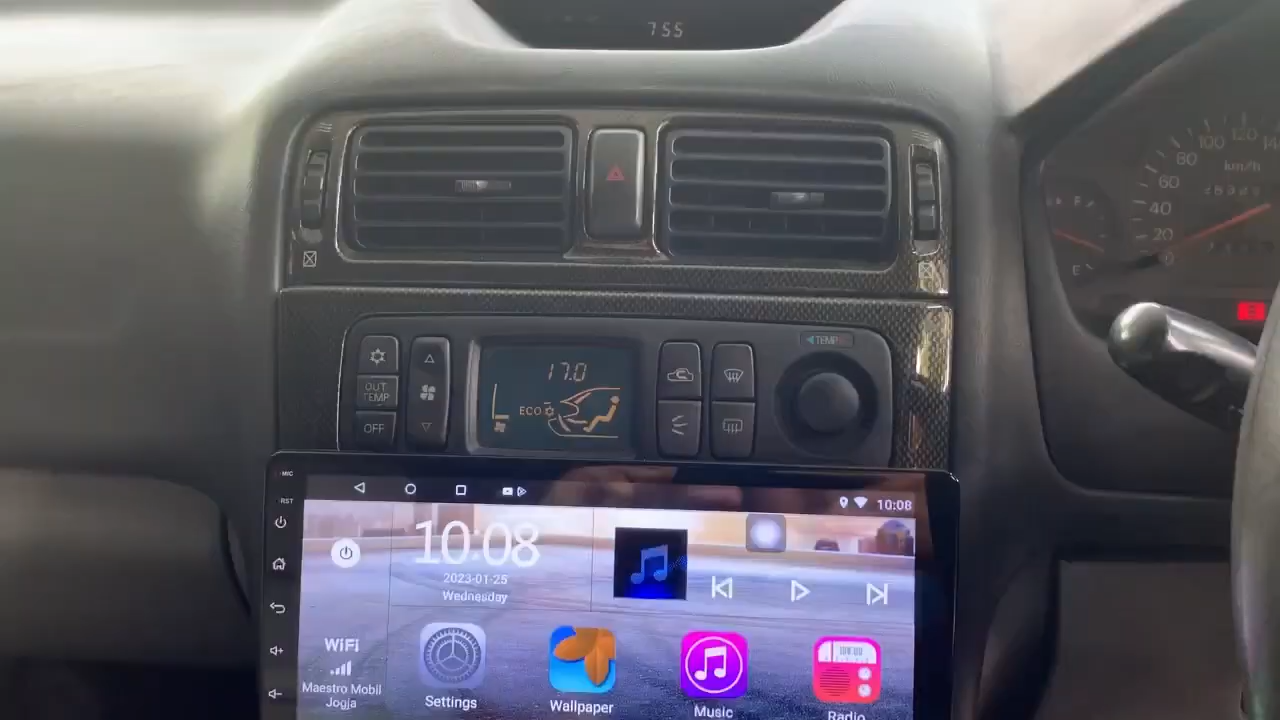 755
100 120
80
km/h
60
F
40
20
0
E
TEMP
17.0
OUT
TEMP
ECO
OFF
MIC
RST
10:08
10:08
2023-01-25
Wednesday
WiFi
Maestro Mobil
Jogja
Settings
Wallpaper
Music
Radio